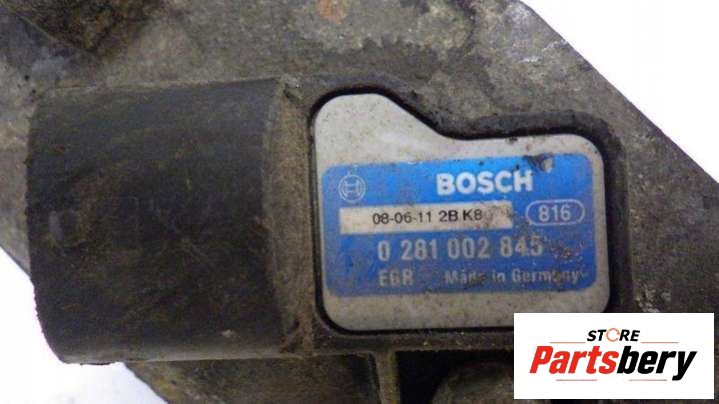 BOSCH
08-06-11 2B K8
816
0 281 002 845
EGR Made in Germany
STORE
Partsbery